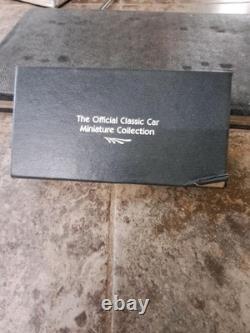 The Official Classic Car
Miniature Collection